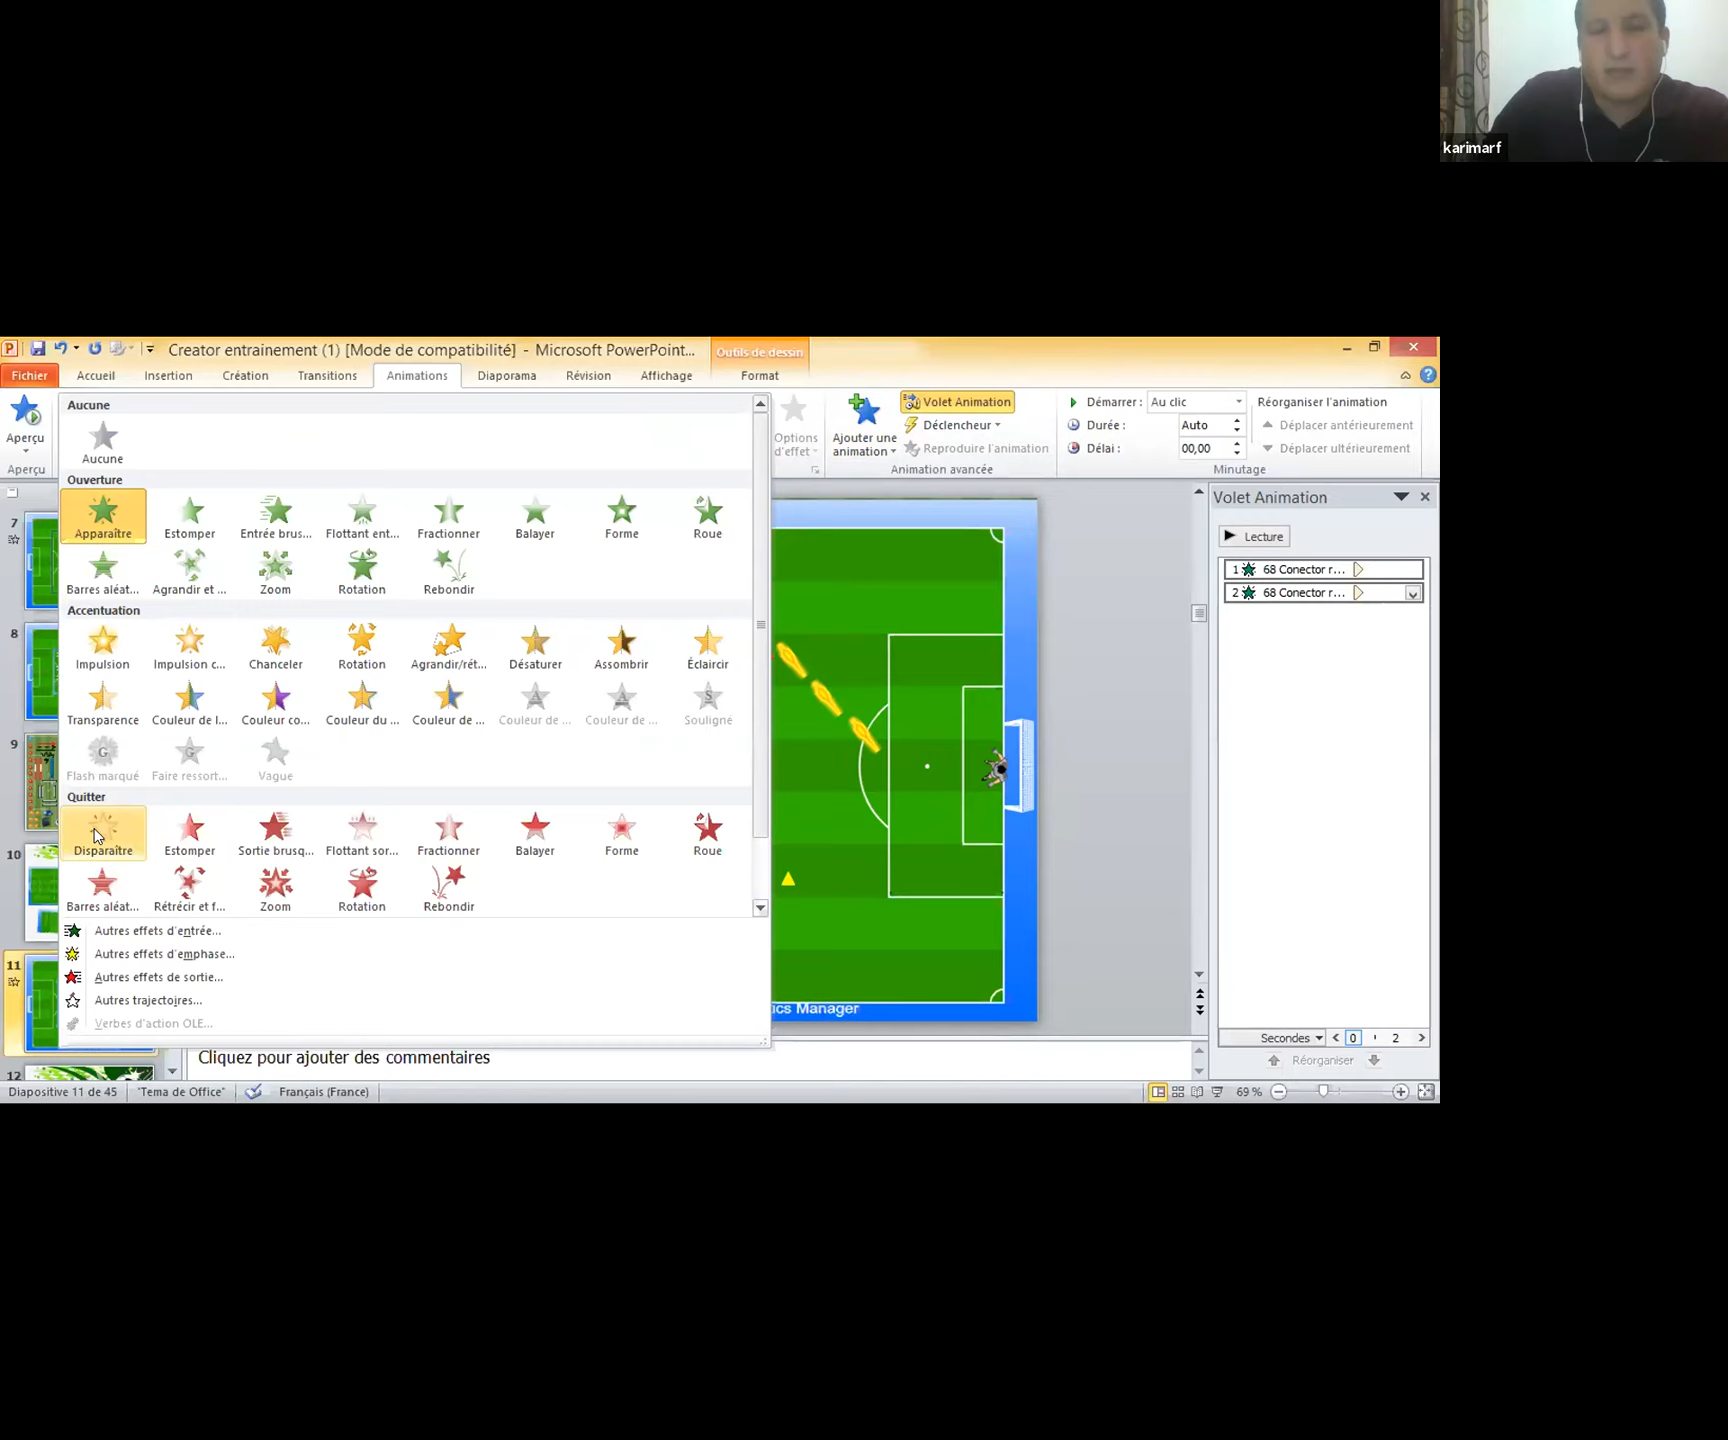 karimarf
Creator entrainement (1) [Mode de compatibilité] - Microsoft PowerPoint...
Outils de dessin
Fichier Accueil Insertion Création Transitions Animations Diaporama Révision Affichage Format
Aperçu
Aperçu
Options d'effet
Ajouter une animation
Volet Animation
Déclencheur
Reproduire l'animation
Animation avancée
Démarrer : Au clic
Durée : Auto
Délai : 00,00
Réorganiser l'animation
Déplacer antérieurement
Déplacer ultérieurement
Minutage
Aucune
Aucune
Ouverture
Apparaître Estomper Entrée brus... Flottant ent... Fractionner Balayer Forme Roue
Barres aléat... Agrandir et ... Zoom Rotation Rebondir
Accentuation
Impulsion Impulsion c... Chanceler Rotation Agrandir/rét... Désaturer Assombrir Éclaircir
Transparence Couleur de l... Couleur co... Couleur du ... Couleur de ... Couleur de ... Couleur de ... Souligné
Flash marqué Faire ressort... Vague
Quitter
Disparaître Estomper Sortie brusq... Flottant sor... Fractionner Balayer Forme Roue
Barres aléat... Rétrécir et f... Zoom Rotation Rebondir
Autres effets d'entrée...
Autres effets d'emphase...
Autres effets de sortie...
Autres trajectoires...
Verbes d'action OLE...
7
8
9
10
11
12
tics Manager
Volet Animation
Lecture
1 68 Conector r...
2 68 Conector r...
Secondes 0 2
Réorganiser
Cliquez pour ajouter des commentaires
Diapositive 11 de 45 "Tema de Office" Français (France) 69 %